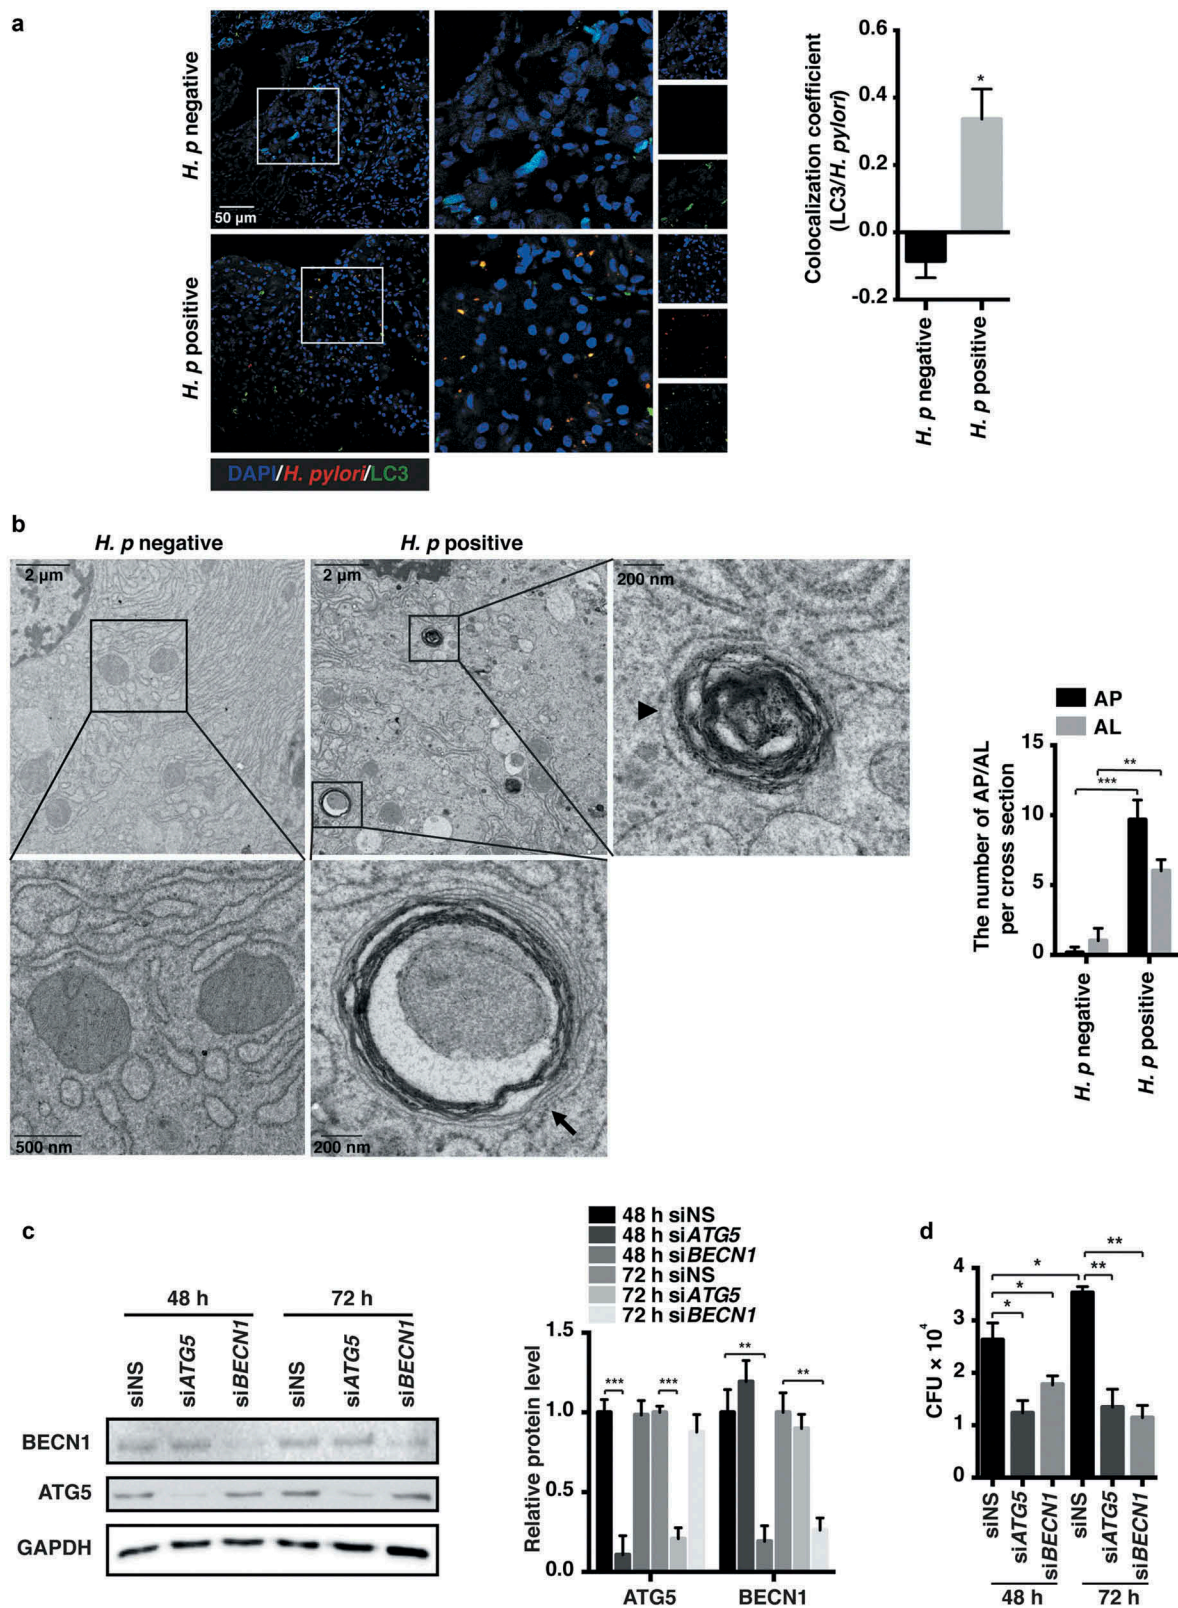 a
H. p negative
50 µm
H. p positive
DAPI/H. pylori/LC3
Colocalization coefficient
(LC3/H. pylori)
0.6
0.4
0.2
0.0
-0.2
*
H. p negative
H. p positive
b
H. p negative
H. p positive
2 µm
2 µm
200 nm
500 nm
200 nm
AP
AL
The number of AP/AL
per cross section
15
10
5
0
***
**
H. p negative
H. p positive
c
48 h
72 h
siNS
siATG5
siBECN1
siNS
siATG5
siBECN1
BECN1
ATG5
GAPDH
48 h siNS
48 h siATG5
48 h siBECN1
72 h siNS
72 h siATG5
72 h siBECN1
Relative protein level
1.5
1.0
0.5
0.0
***
***
**
**
ATG5
BECN1
d
CFU × 10⁴
4
3
2
1
0
*
*
*
**
**
siNS
siATG5
siBECN1
siNS
siATG5
siBECN1
48 h
72 h